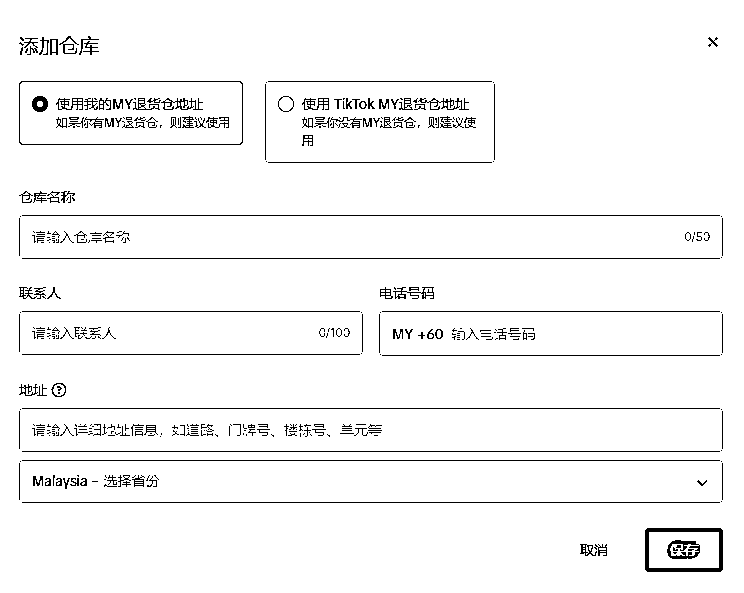 添加仓库
使用我的MY退货仓地址
如果你有MY退货仓，则建议使用
使用 TikTok MY退货仓地址
如果你没有MY退货仓，则建议使
用
仓库名称
请输入仓库名称 0/50
联系人
请输入联系人 0/100
电话号码
MY +60 输入电话号码
地址
请输入详细地址信息，如道路、门牌号、楼栋号、单元等
Malaysia - 选择省份
取消
保存